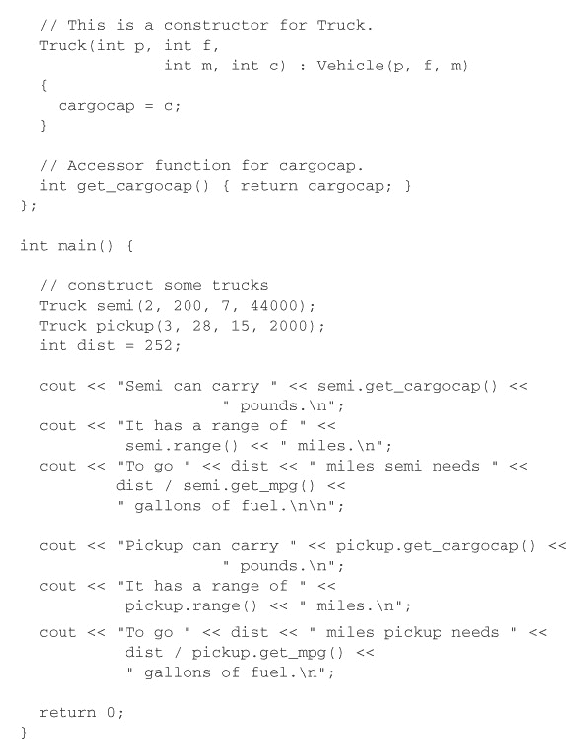 // This is a constructor for Truck.
Truck(int p, int f,
int m, int c) : Vehicle(p, f, m)
{
cargocap = c;
}
// Accessor function for cargocap.
int get_cargocap() { return cargocap; }
};
int main() {
// construct some trucks
Truck semi(2, 200, 7, 44000);
Truck pickup(3, 28, 15, 2000);
int dist = 252;
cout << "Semi can carry " << semi.get_cargocap() <<
" pounds.\n";
cout << "It has a range of " <<
semi.range() << " miles.\n";
cout << "To go " << dist << " miles semi needs " <<
dist / semi.get_mpg() <<
" gallons of fuel.\n\n";
cout << "Pickup can carry " << pickup.get_cargocap() <<
" pounds.\n";
cout << "It has a range of " <<
pickup.range() << " miles.\n";
cout << "To go " << dist << " miles pickup needs " <<
dist / pickup.get_mpg() <<
" gallons of fuel.\n";
return 0;
}